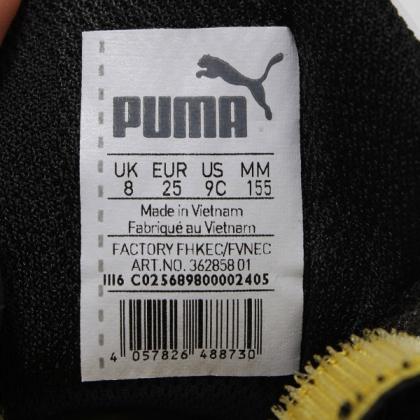 PUMA
UK EUR US MM
8 25 9C 155
Made in Vietnam
Fabriqué au Vietnam
FACTORY FHKEC/FVNEC
ART.NO. 362858 01
1116 C025689800002405
4 057826 488730